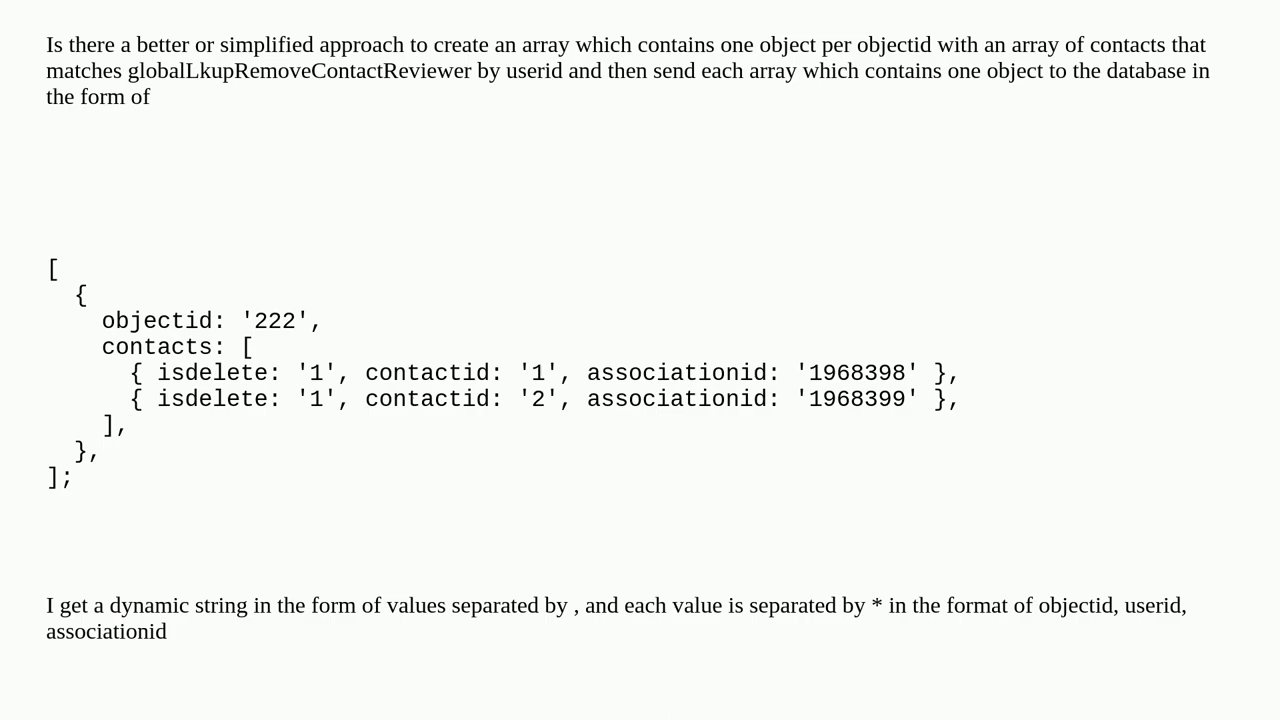 Is there a better or simplified approach to create an array which contains one object per objectid with an array of contacts that
matches globalLkupRemoveContactReviewer by userid and then send each array which contains one object to the database in
the form of
[
  {
    objectid: '222',
    contacts: [
      { isdelete: '1', contactid: '1', associationid: '1968398' },
      { isdelete: '1', contactid: '2', associationid: '1968399' },
    ],
  },
];
I get a dynamic string in the form of values separated by , and each value is separated by * in the format of objectid, userid,
associationid